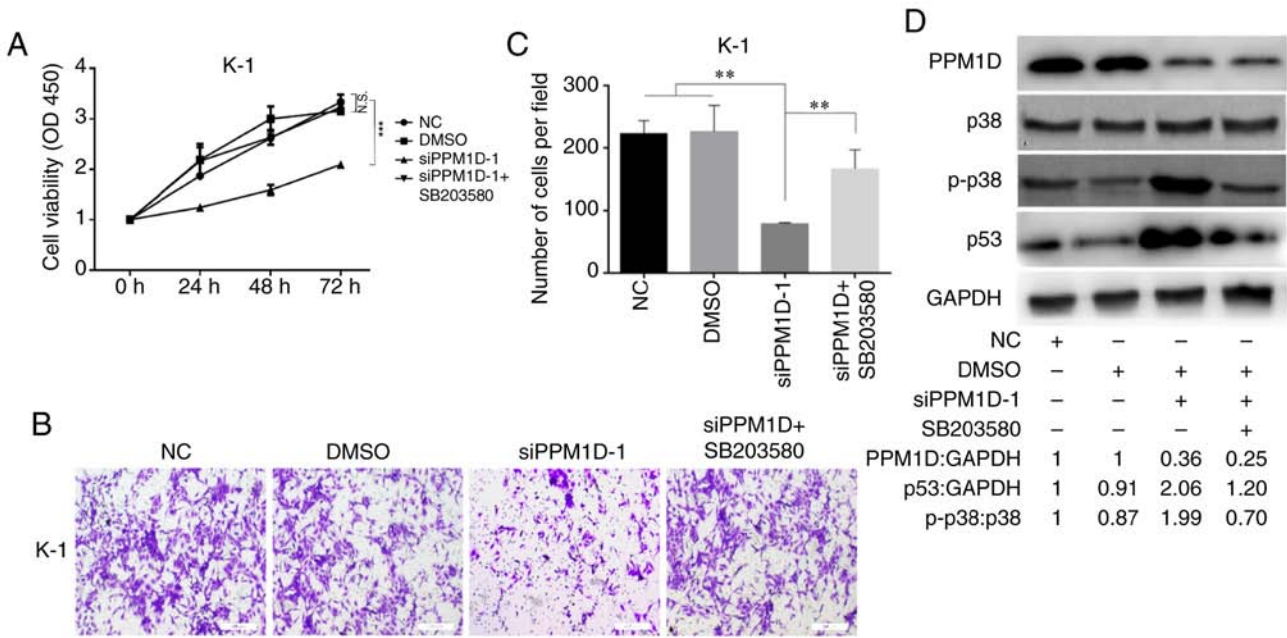 A
K-1
Cell viability (OD 450)
4
3
2
1
0
0 h 24 h 48 h 72 h
N.S.
***
NC
DMSO
siPPM1D-1
siPPM1D-1+
SB203580
B
NC DMSO siPPM1D-1 siPPM1D+
SB203580
K-1
C
K-1
Number of cells per field
300
200
100
0
**
**
NC
DMSO
siPPM1D-1
siPPM1D+
SB203580
D
PPM1D
p38
p-p38
p53
GAPDH
NC + – – –
DMSO – + + +
siPPM1D-1 – – + +
SB203580 – – – +
PPM1D:GAPDH 1 1 0.36 0.25
p53:GAPDH 1 0.91 2.06 1.20
p-p38:p38 1 0.87 1.99 0.70